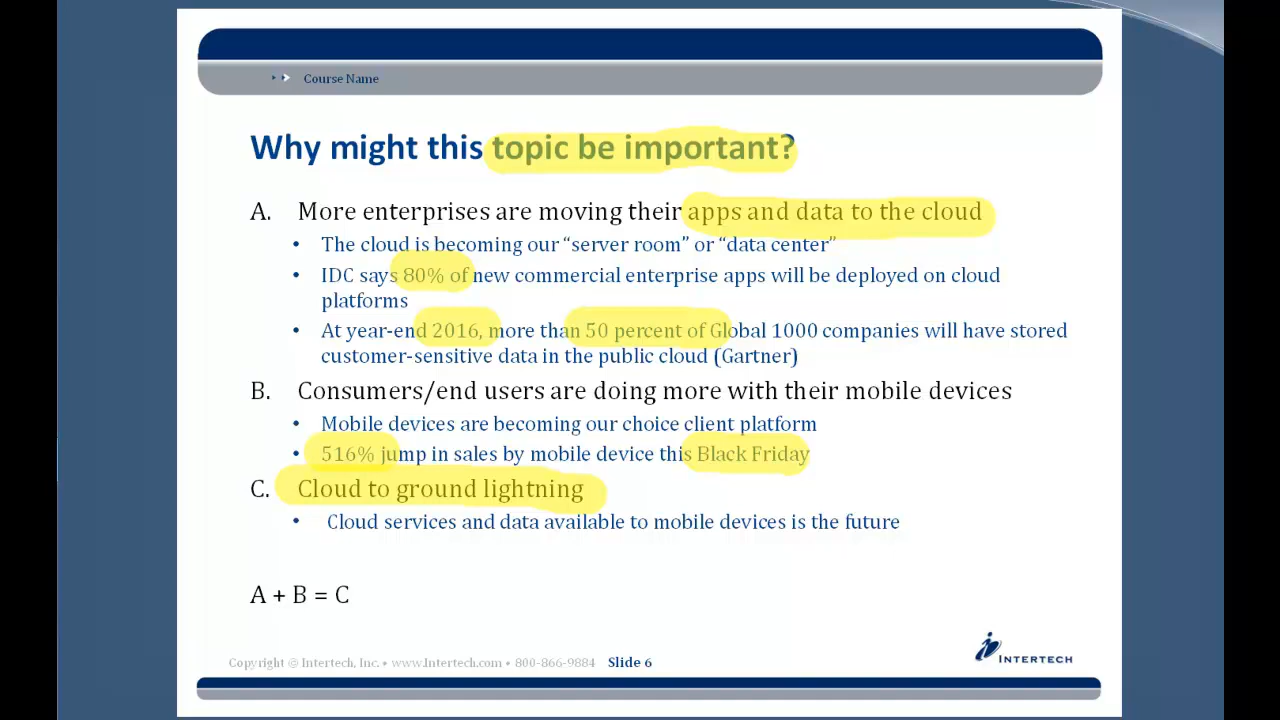 Course Name
Why might this topic be important?
A. More enterprises are moving their apps and data to the cloud
• The cloud is becoming our “server room” or “data center”
• IDC says 80% of new commercial enterprise apps will be deployed on cloud
platforms
• At year-end 2016, more than 50 percent of Global 1000 companies will have stored
customer-sensitive data in the public cloud (Gartner)
B. Consumers/end users are doing more with their mobile devices
• Mobile devices are becoming our choice client platform
• 516% jump in sales by mobile device this Black Friday
C. Cloud to ground lightning
• Cloud services and data available to mobile devices is the future
A + B = C
Copyright © Intertech, Inc. • www.Intertech.com • 800-866-9884 Slide 6
INTERTECH